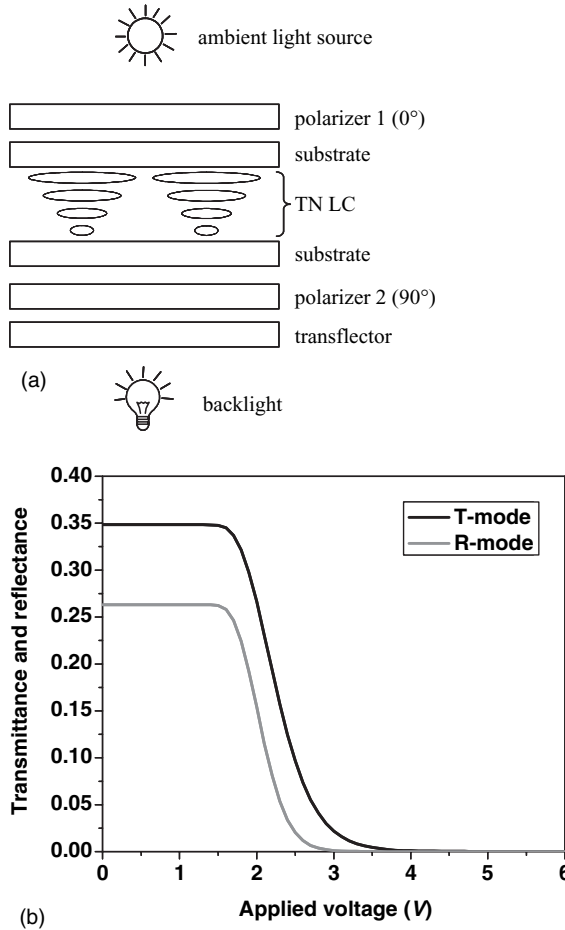 ambient light source
polarizer 1 (0°)
substrate
TN LC
substrate
polarizer 2 (90°)
transflector
(a)
backlight
0.40
0.35
0.30
0.25
0.20
0.15
0.10
0.05
0.00
Transmittance and reflectance
T-mode
R-mode
0 1 2 3 4 5 6
Applied voltage (V)
(b)